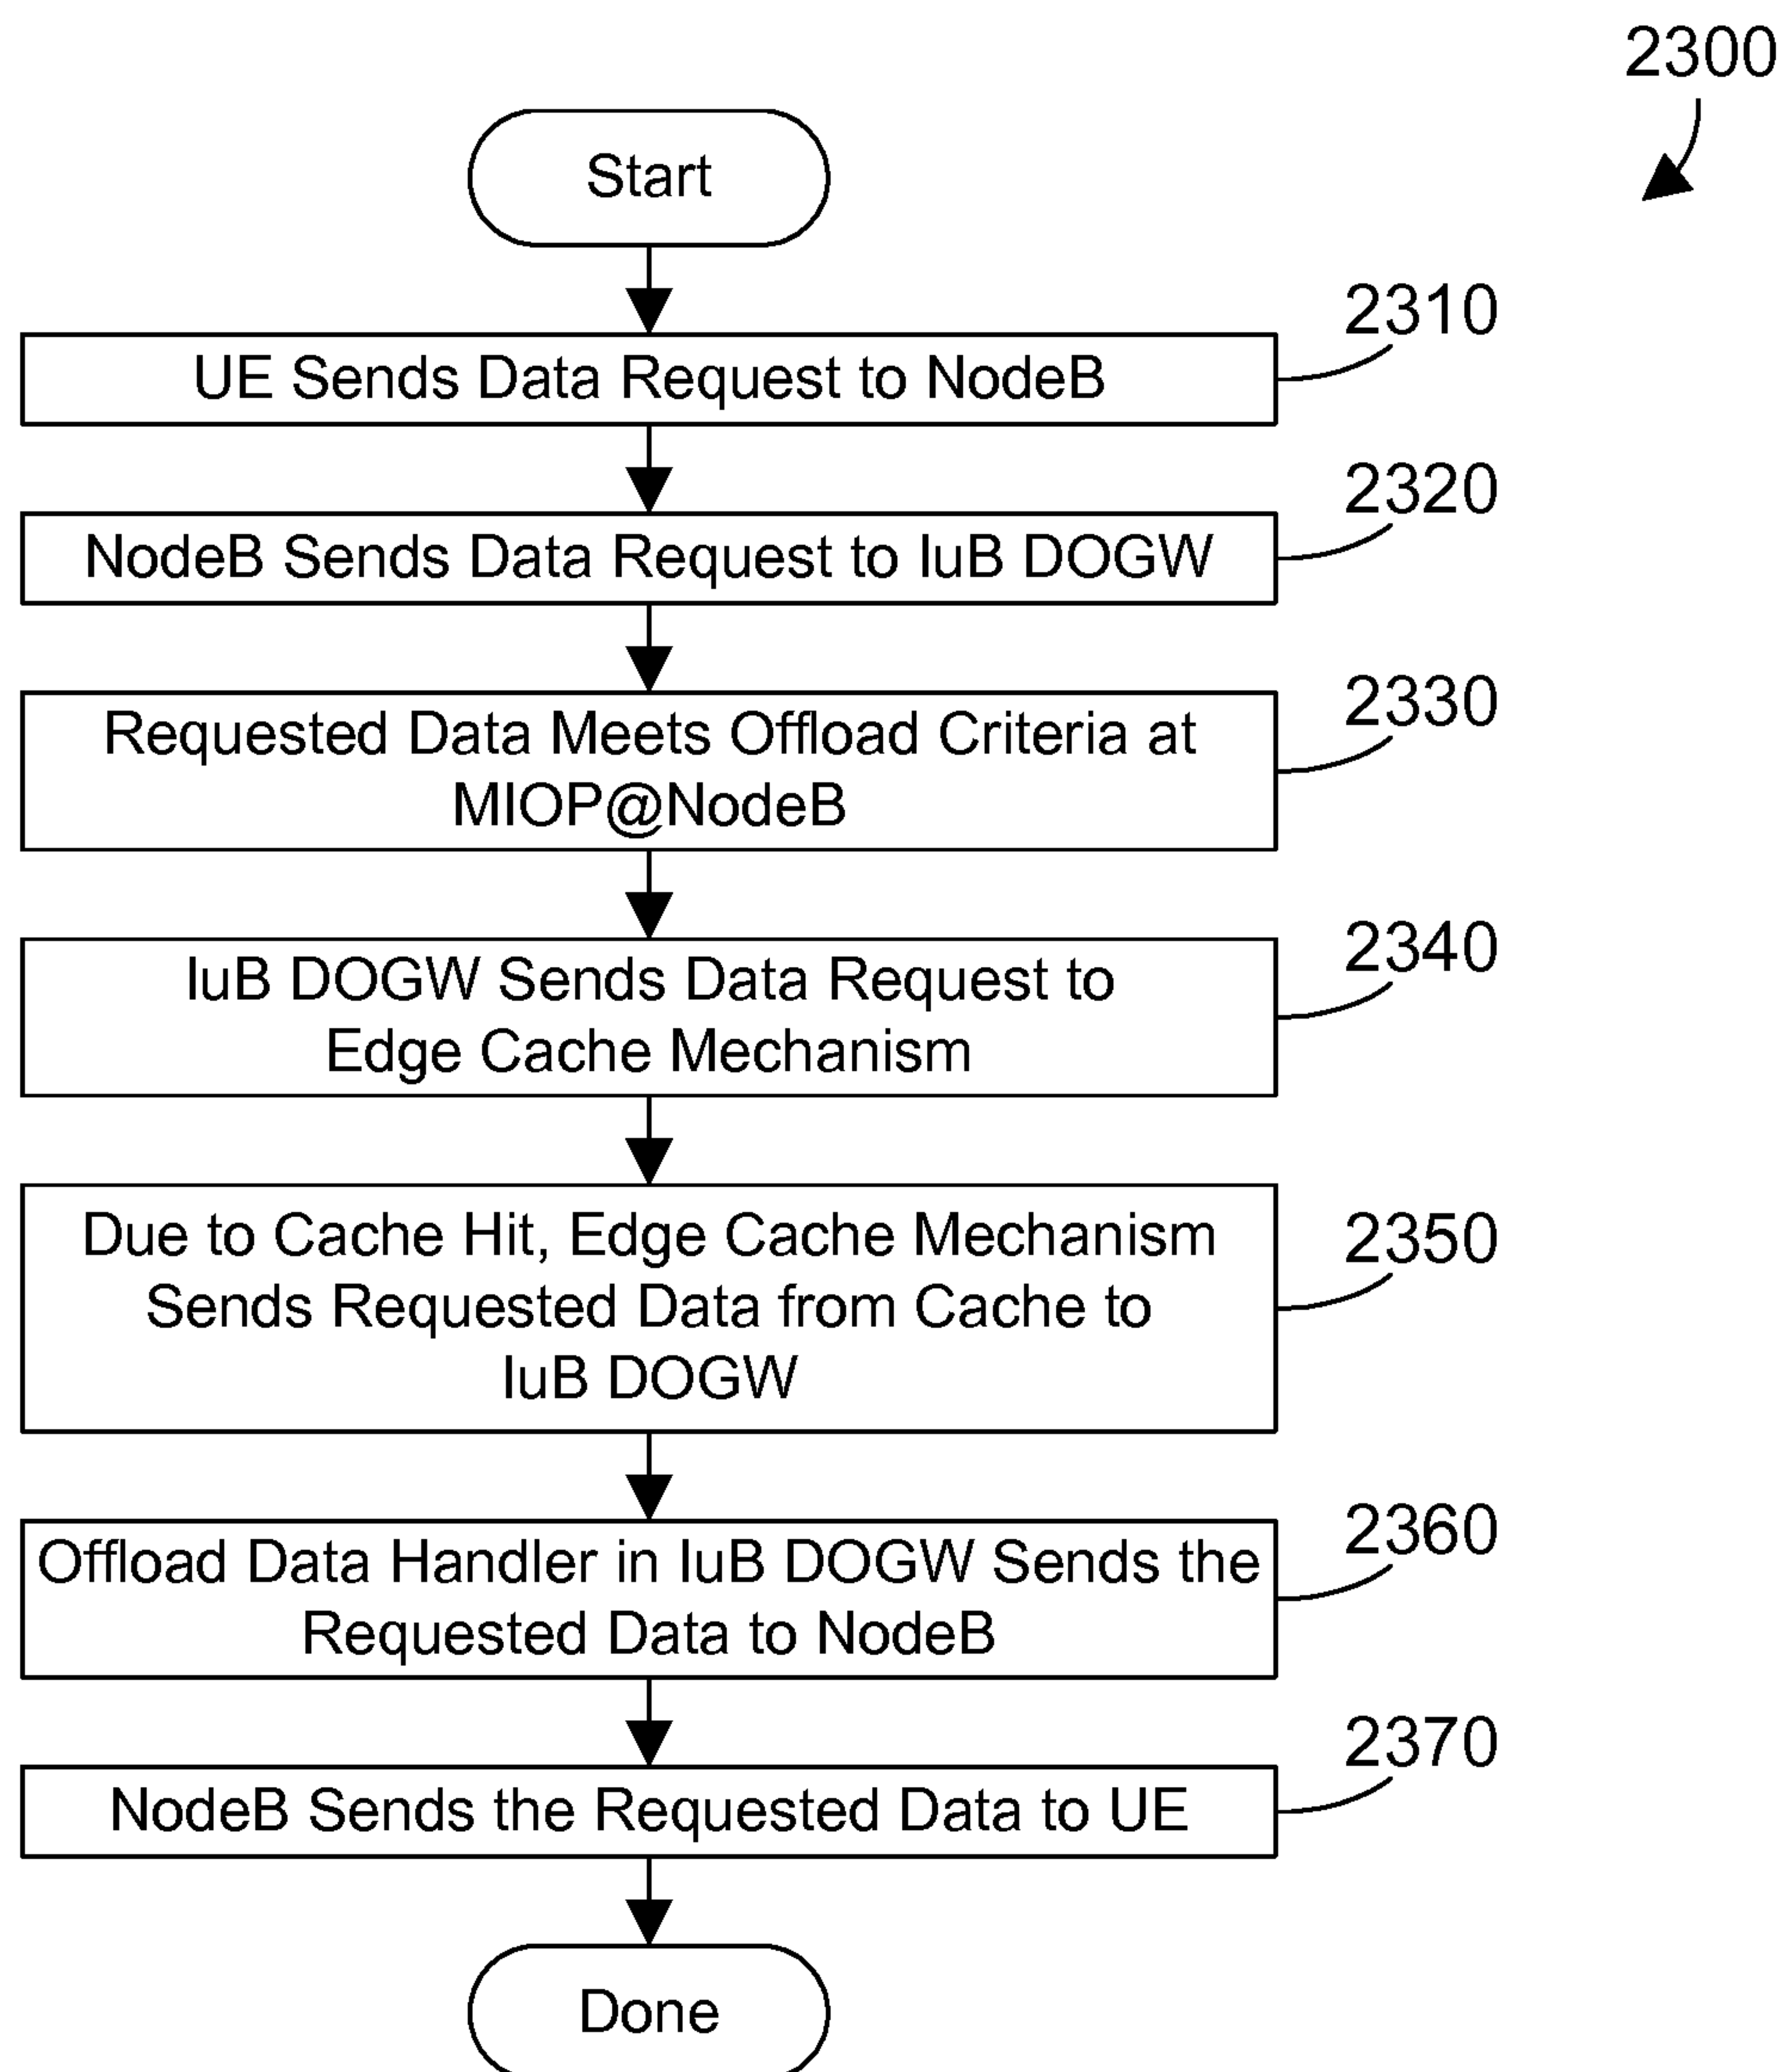 2300
Start
2310
UE Sends Data Request to NodeB
2320
NodeB Sends Data Request to IuB DOGW
2330
Requested Data Meets Offload Criteria at
MIOP@NodeB
2340
IuB DOGW Sends Data Request to
Edge Cache Mechanism
2350
Due to Cache Hit, Edge Cache Mechanism
Sends Requested Data from Cache to
IuB DOGW
2360
Offload Data Handler in IuB DOGW Sends the
Requested Data to NodeB
2370
NodeB Sends the Requested Data to UE
Done